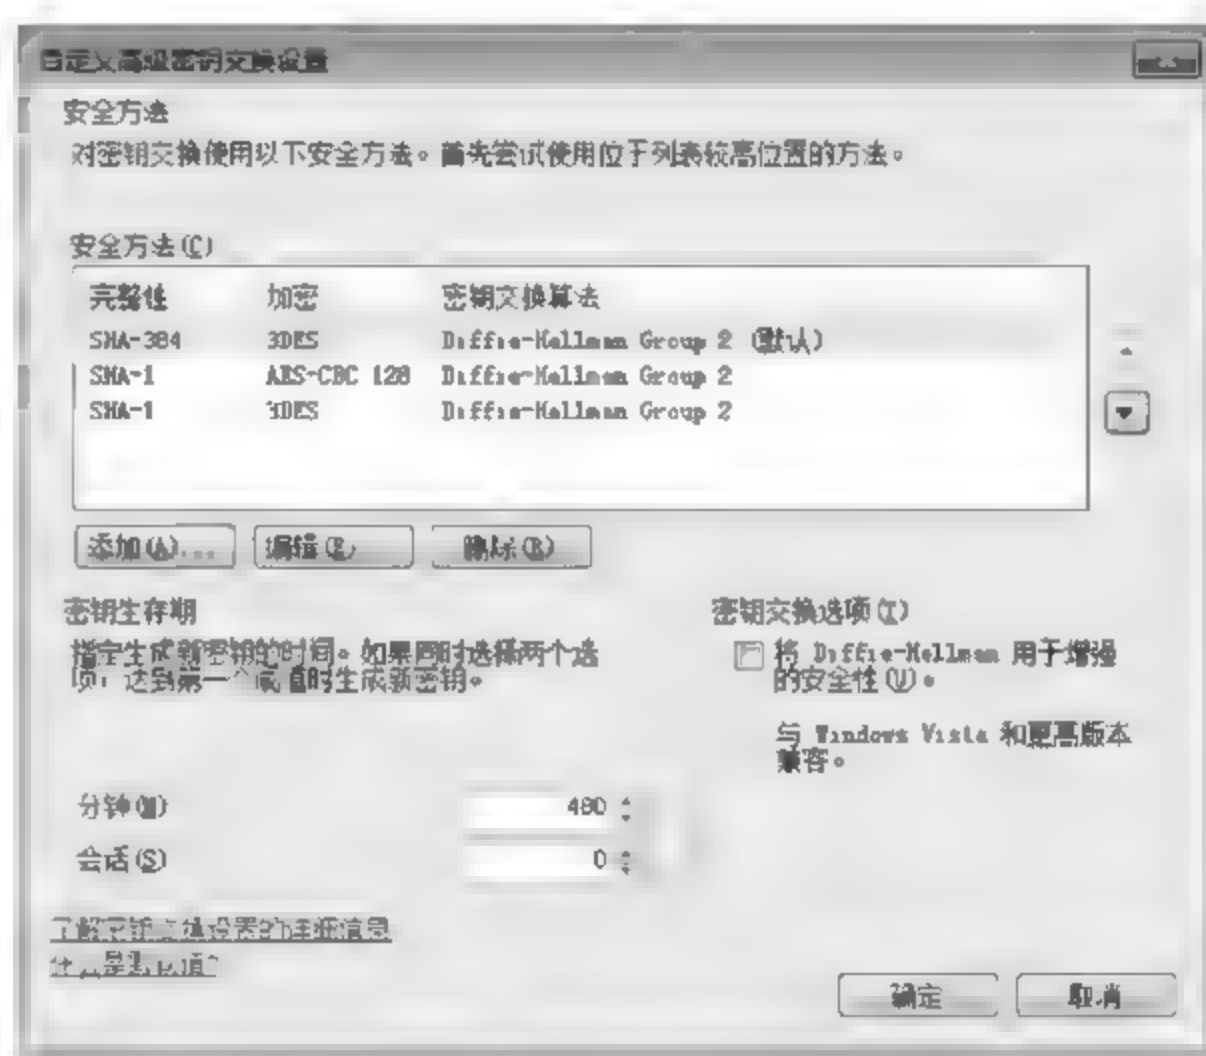 自定义高级密钥交换设置
安全方法
对密钥交换使用以下安全方法。首先尝试使用位于列表较高位置的方法。
安全方法(C)
完整性 加密 密钥交换算法
SHA-384 3DES Diffie-Hellman Group 2 (默认)
SHA-1 AES-CBC 128 Diffie-Hellman Group 2
SHA-1 3DES Diffie-Hellman Group 2
添加(A)... 编辑(E) 删除(R)
密钥生存期
指定生成新密钥的时间。如果同时选择两个选
项，达到第一个阈值时生成新密钥。
分钟(M) 480
会话(S) 0
密钥交换选项(T)
将 Diffie-Hellman 用于增强
的安全性(U)。
与 Windows Vista 和更高版本
兼容。
了解密钥交换设置的详细信息
什么是默认值?
确定 取消